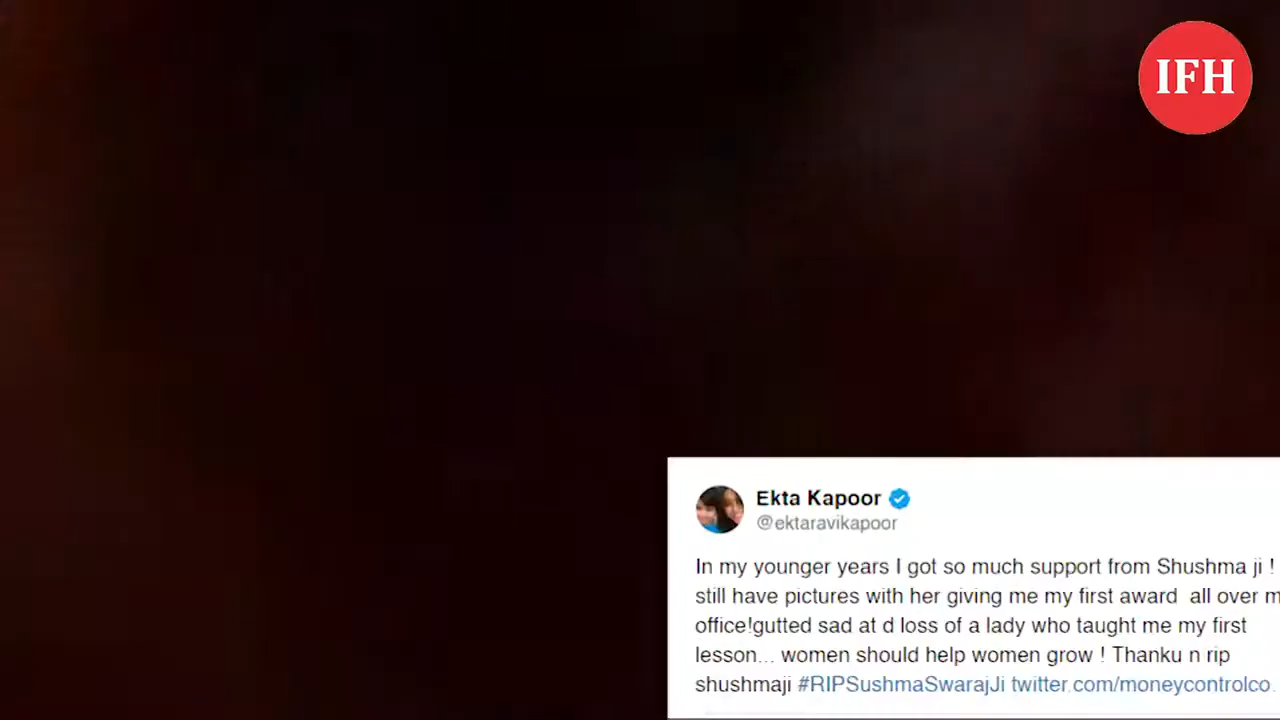 IFH
Ekta Kapoor
@ektaravikapoor
In my younger years I got so much support from Shushma ji !
still have pictures with her giving me my first award  all over m
office!gutted sad at d loss of a lady who taught me my first
lesson... women should help women grow ! Thanku n rip
shushmaji #RIPSushmaSwarajJi twitter.com/moneycontrolco.